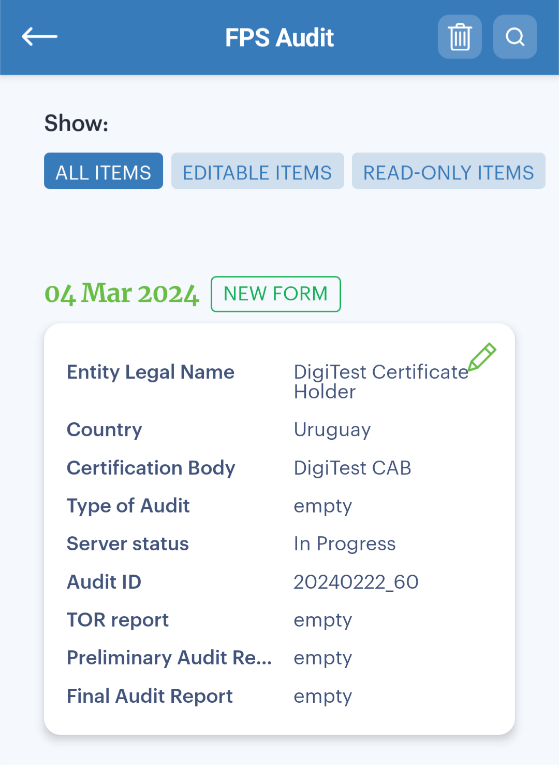 FPS Audit
Show:
ALL ITEMS EDITABLE ITEMS READ-ONLY ITEMS
04 Mar 2024 NEW FORM
Entity Legal Name DigiTest Certificate
Holder
Country Uruguay
Certification Body DigiTest CAB
Type of Audit empty
Server status In Progress
Audit ID 20240222_60
TOR report empty
Preliminary Audit Re... empty
Final Audit Report empty